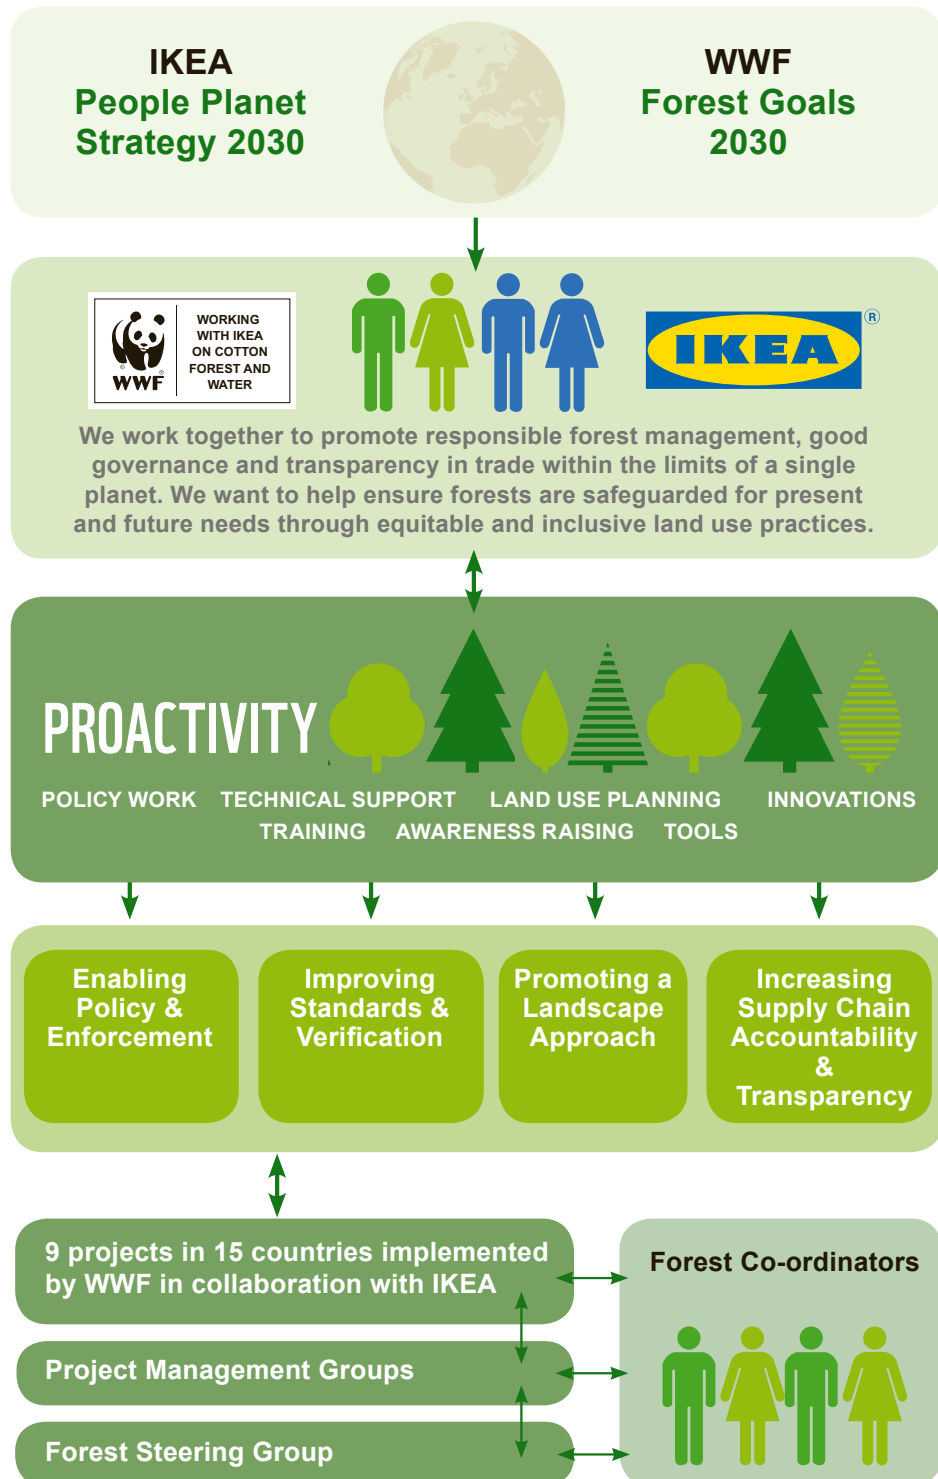 IKEA
People Planet
Strategy 2030
WWF
Forest Goals
2030
WWF
WORKING
WITH IKEA
ON COTTON
FOREST AND
WATER
IKEA
We work together to promote responsible forest management, good
governance and transparency in trade within the limits of a single
planet. We want to help ensure forests are safeguarded for present
and future needs through equitable and inclusive land use practices.
PROACTIVITY
POLICY WORK TECHNICAL SUPPORT LAND USE PLANNING INNOVATIONS
TRAINING AWARENESS RAISING TOOLS
Enabling
Policy &
Enforcement
Improving
Standards &
Verification
Promoting a
Landscape
Approach
Increasing
Supply Chain
Accountability
&
Transparency
9 projects in 15 countries implemented
by WWF in collaboration with IKEA
Forest Co-ordinators
Project Management Groups
Forest Steering Group